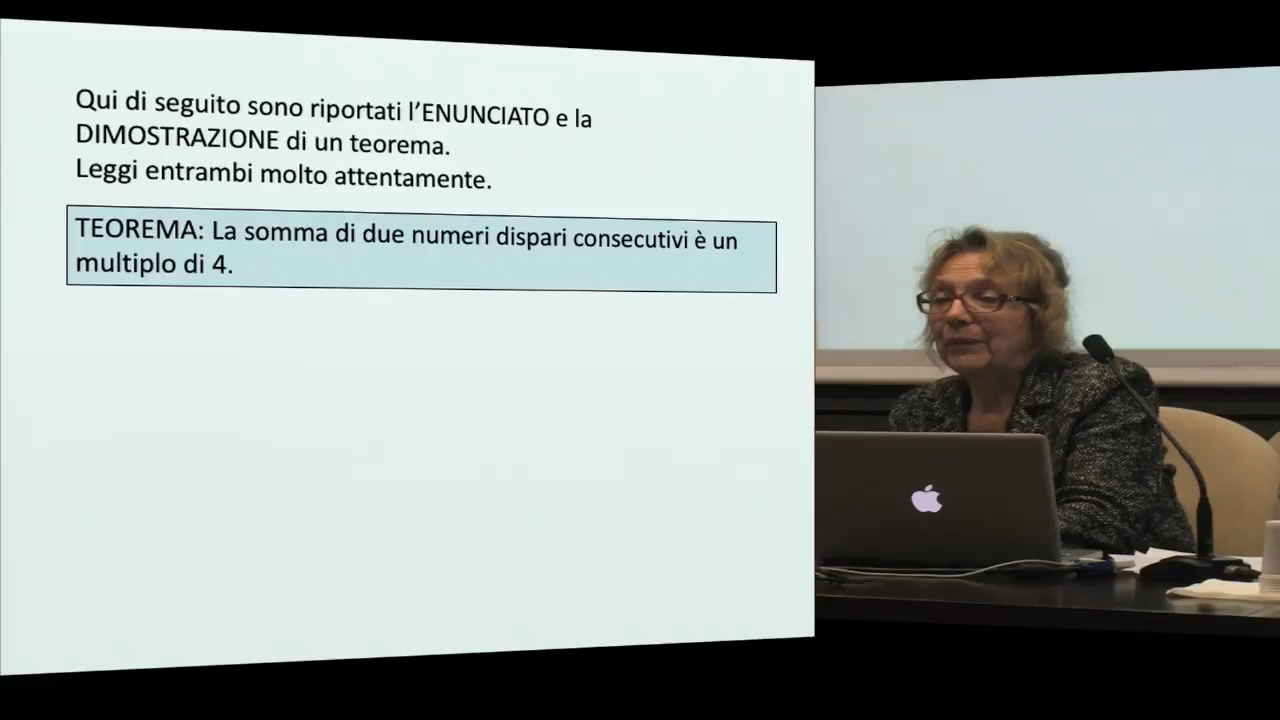 Qui di seguito sono riportati l’ENUNCIATO e la
DIMOSTRAZIONE di un teorema.
Leggi entrambi molto attentamente.
TEOREMA: La somma di due numeri dispari consecutivi è un
multiplo di 4.